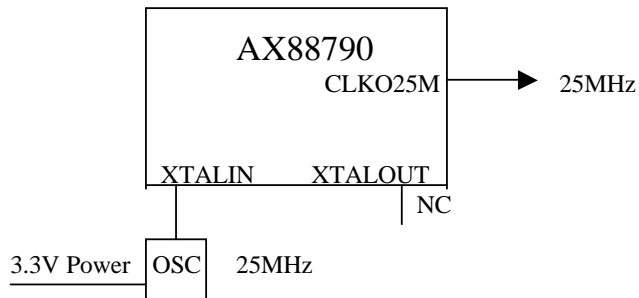 AX88790
CLKO25M 25MHz
XTALIN XTALOUT
NC
3.3V Power OSC 25MHz